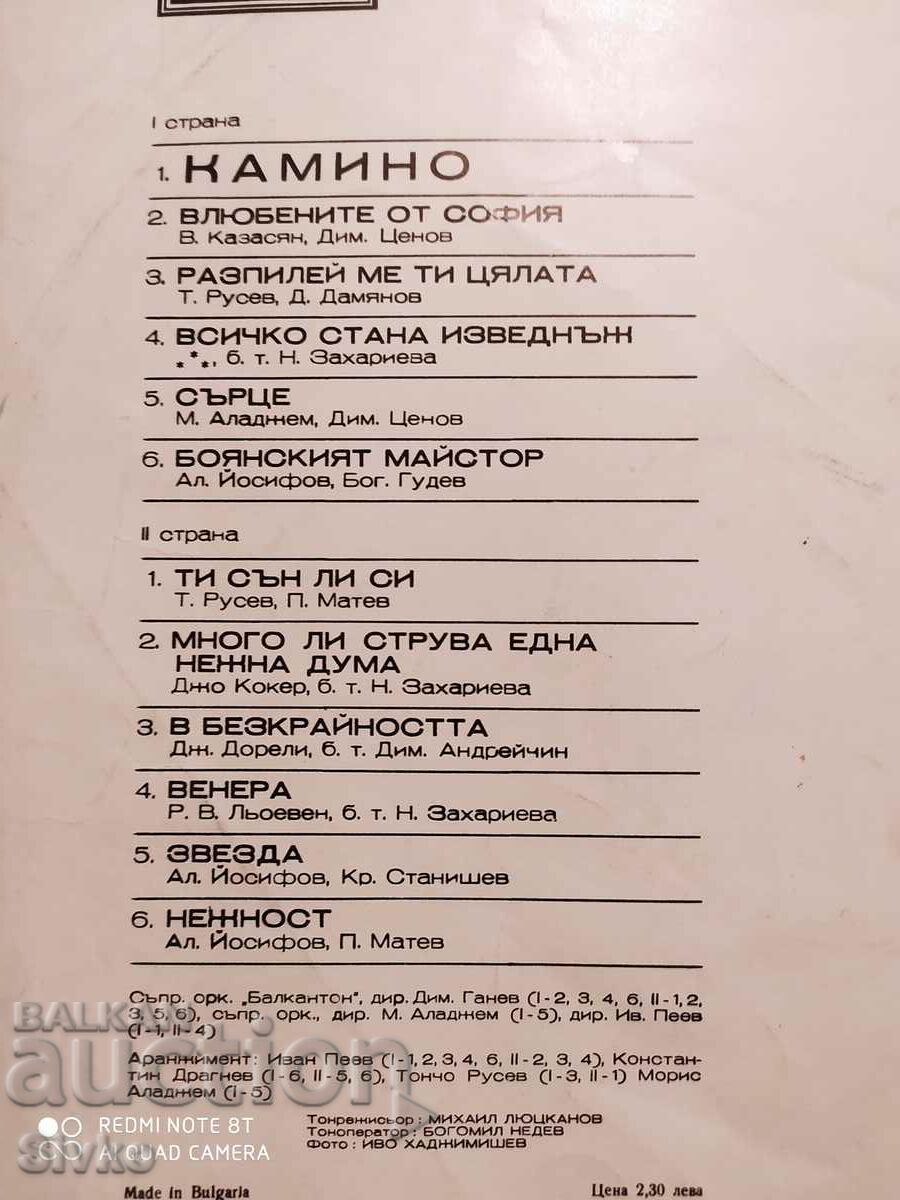 I страна
1. КАМИНО
2. ВЛЮБЕНИТЕ ОТ СОФИЯ
В. Казасян, Дим. Ценов
3. РАЗПИЛЕЙ МЕ ТИ ЦЯЛАТА
Т. Русев, Д. Дамянов
4. ВСИЧКО СТАНА ИЗВЕДНЪЖ
***, б. т. Н. Захариева
5. СЪРЦЕ
М. Аладжем, Дим. Ценов
6. БОЯНСКИЯТ МАЙСТОР
Ал. Йосифов, Бог. Гудев
II страна
1. ТИ СЪН ЛИ СИ
Т. Русев, П. Матев
2. МНОГО ЛИ СТРУВА ЕДНА
НЕЖНА ДУМА
Джо Кокер, б. т. Н. Захариева
3. В БЕЗКРАЙНОСТТА
Дж. Дорели, б. т. Дим. Андрейчин
4. ВЕНЕРА
Р. В. Льоевен, б. т. Н. Захариева
5. ЗВЕЗДА
Ал. Йосифов, Кр. Станишев
6. НЕЖНОСТ
Ал. Йосифов, П. Матев
Съпр. орк. „Балкантон", дир. Дим. Ганев (I-2, 3, 4, 6, II-1, 2,
3, 5, 6), съпр. орк., дир. М. Аладжем (I-5), дир. Ив. Пеев
(I-1, II-4)
Аранжимент: Иван Пеев (I-1, 2, 3, 4, 6, II-2, 3, 4), Констан-
тин Драгнев (I-6, II-5, 6), Тончо Русев (I-3, II-1) Морис
Аладжем (I-5)
Тонрежисьор: МИХАИЛ ЛЮЦКАНОВ
Тоноператор: БОГОМИЛ НЕДЕВ
Фото: ИВО ХАДЖИМИШЕВ
Made in Bulgaria
Цена 2,30 лева
BALKAN
auction
REDMI NOTE 8T
AI QUAD CAMERA
Sivko